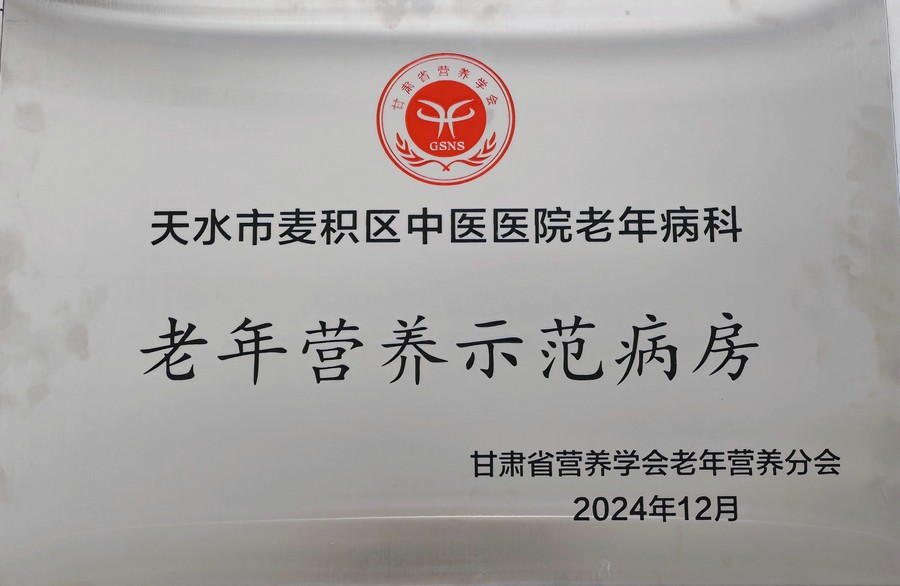 甘肃省营养学会
GSNS
天水市麦积区中医医院老年病科
老年营养示范病房
甘肃省营养学会老年营养分会
2024年12月